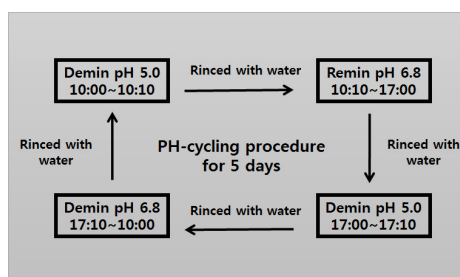 Demin pH 5.0
10:00~10:10
Rinced with water
Remin pH 6.8
10:10~17:00
Rinced with
water
PH-cycling procedure
for 5 days
Rinced with
water
Demin pH 6.8
17:10~10:00
Rinced with water
Demin pH 5.0
17:00~17:10